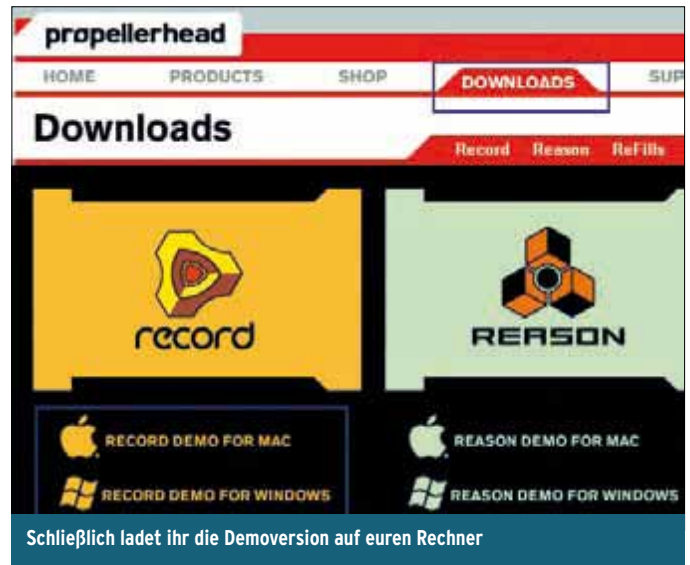 propellerhead
HOME PRODUCTS SHOP DOWNLOADS SUP
Downloads
Record Reason ReFills
record REASON
RECORD DEMO FOR MAC REASON DEMO FOR MAC
RECORD DEMO FOR WINDOWS REASON DEMO FOR WINDOWS
Schließlich ladet ihr die Demoversion auf euren Rechner